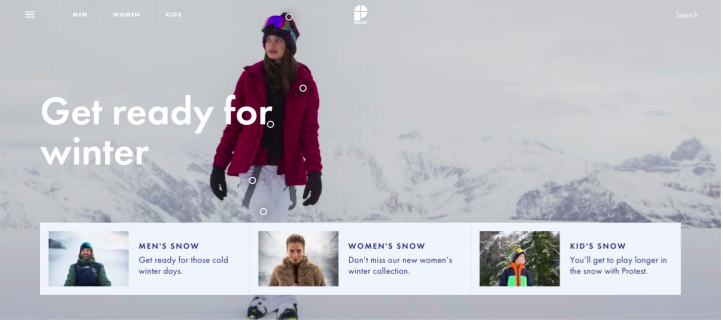 MEN WOMEN KIDS Search
Get ready for
winter
MEN'S SNOW
Get ready for those cold
winter days.
WOMEN'S SNOW
Don't miss our new women's
winter collection.
KID'S SNOW
You'll get to play longer in
the snow with Protest.